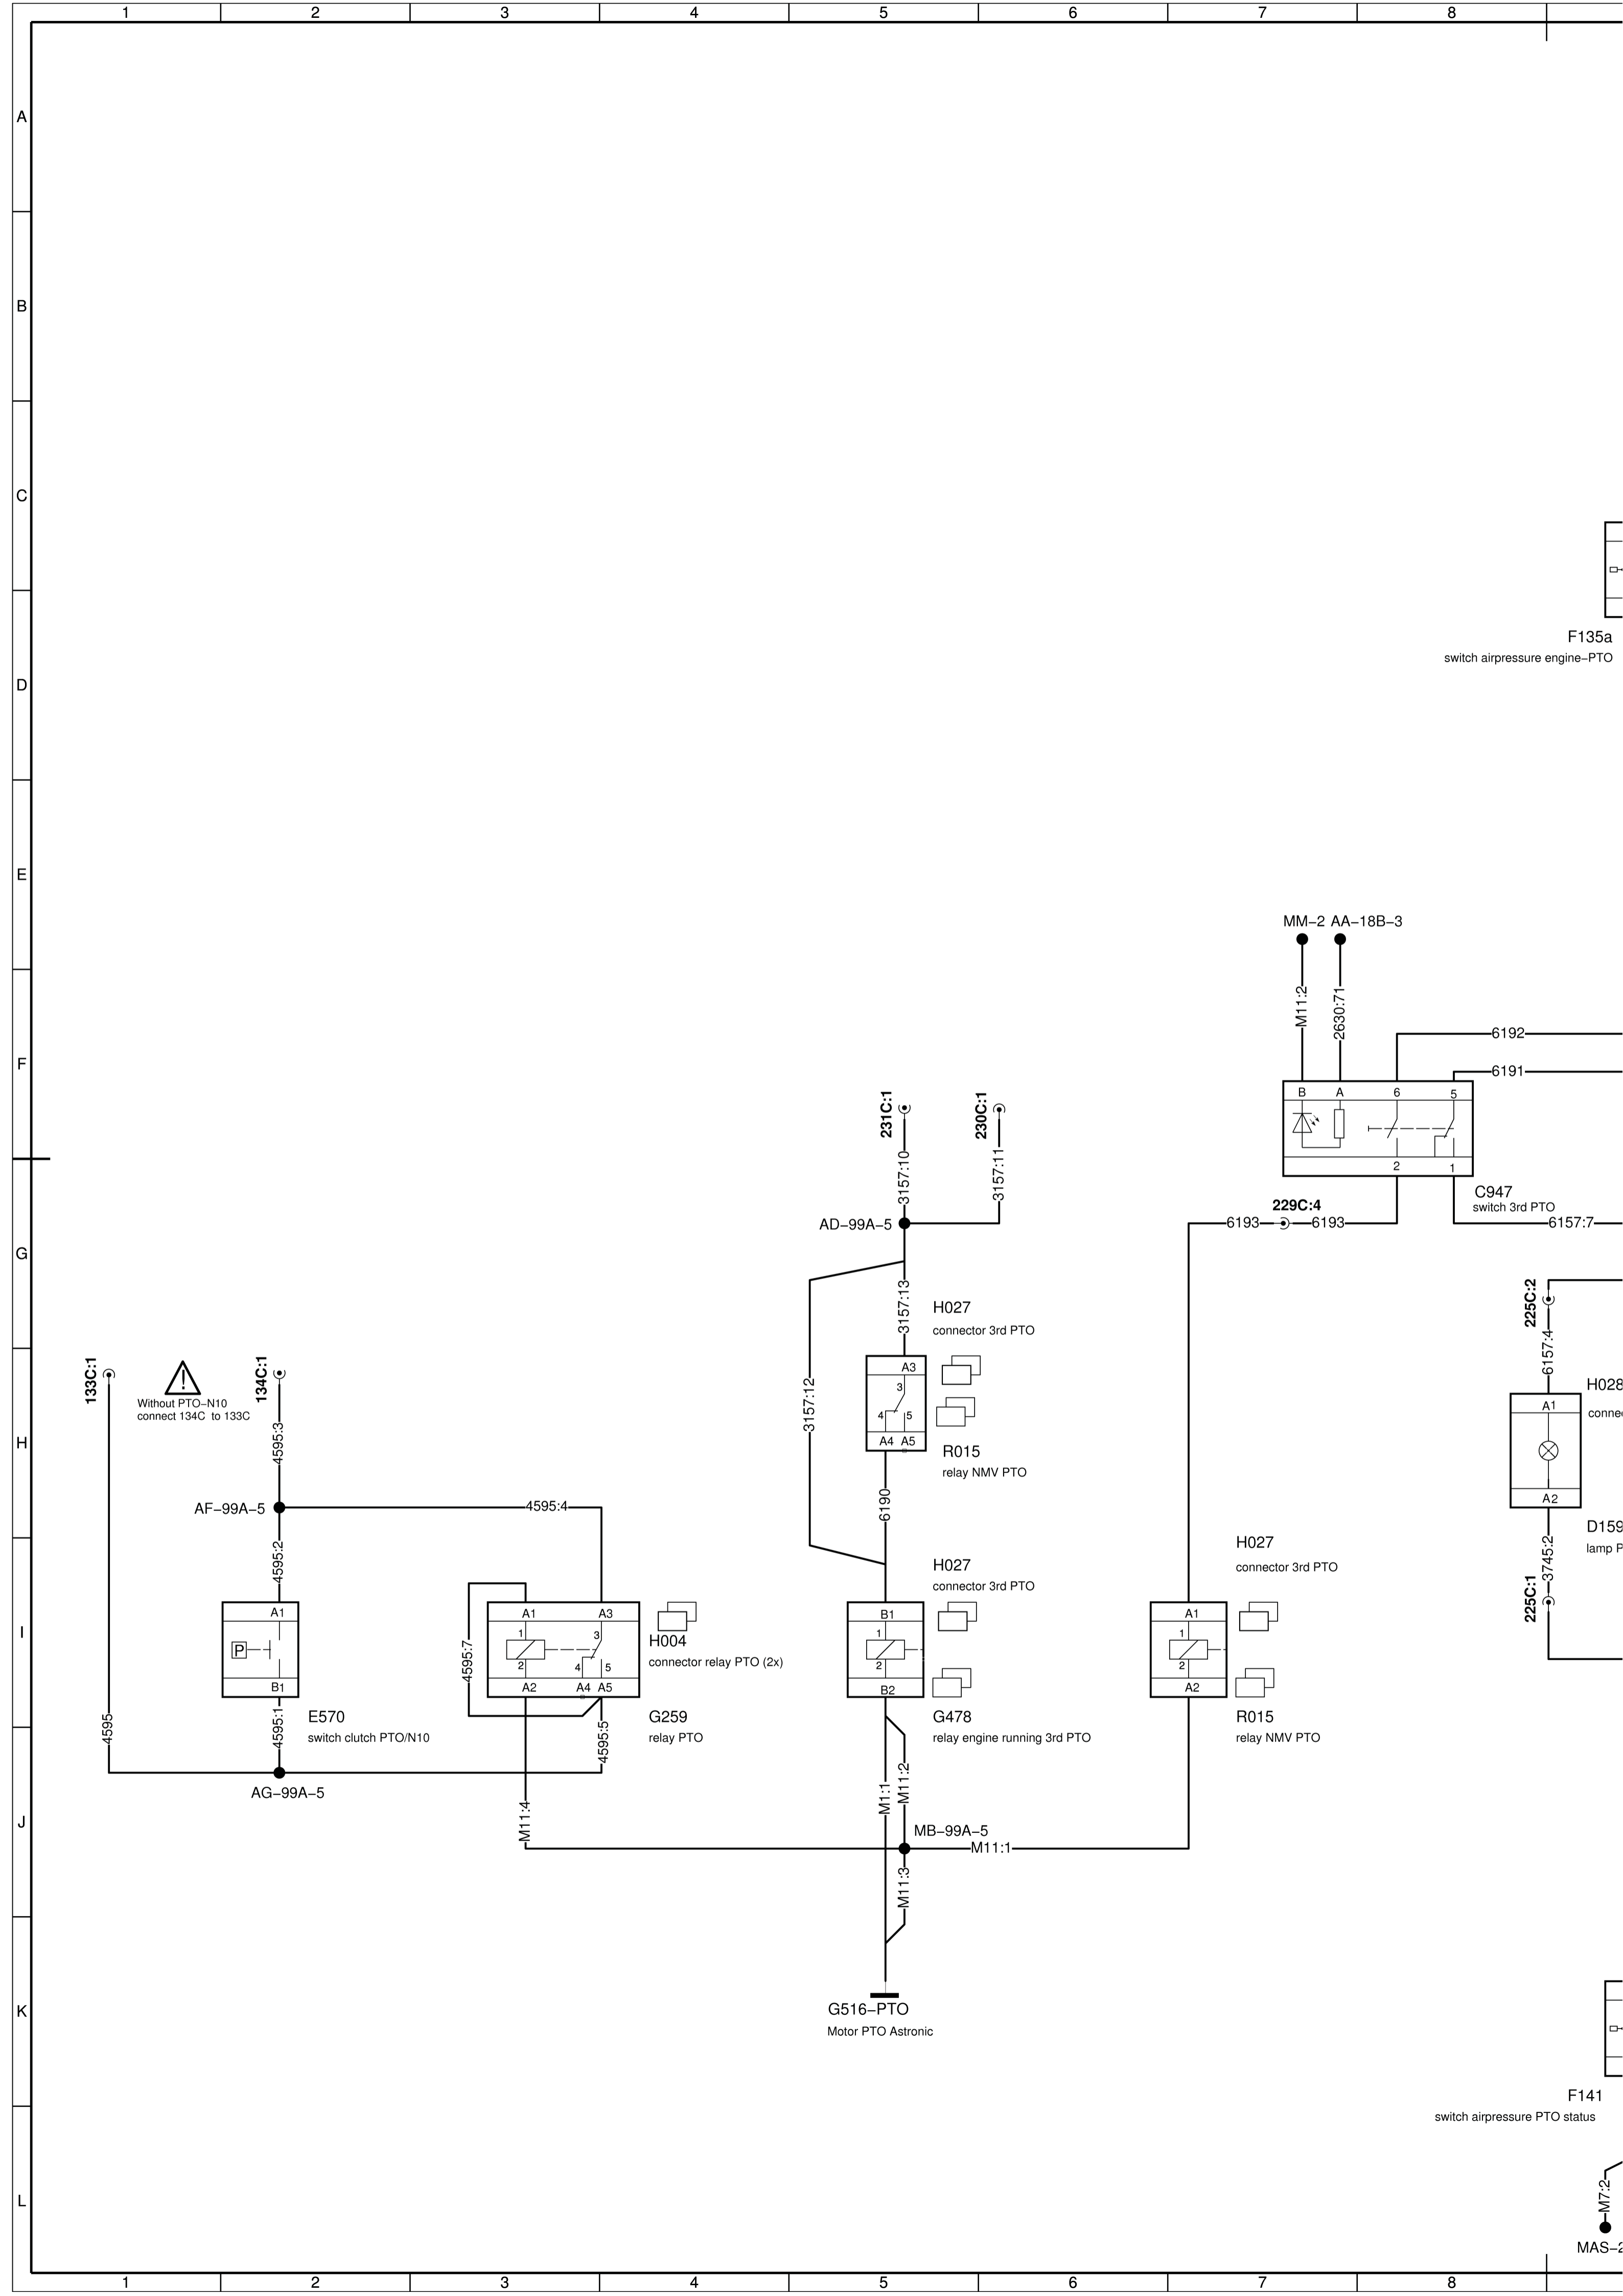 1 2 3 4 5 6 7 8
A
B
C
D
E
F
G
H
I
J
K
L
F135a
switch airpressure engine−PTO
MM−2 AA−18B−3
M11:2
2630:71
6192
6191
B A 6 5
2 1
C947
switch 3rd PTO
229C:4
6193 6193
6157:7
231C:1
230C:1
3157:10
3157:11
AD−99A−5
3157:13
3157:12
H027
connector 3rd PTO
A3
3
4 5
A4 A5
R015
relay NMV PTO
6190
225C:2
6157:4
H028
A1
A2
3745:2
225C:1
133C:1
Without PTO−N10
connect 134C to 133C
134C:1
4595:3
AF−99A−5
4595:4
4595:2
A1
P
B1
E570
switch clutch PTO/N10
4595
4595:1
AG−99A−5
4595:7
A1 A3
1 3
2 4 5
A2 A4 A5
H004
connector relay PTO (2x)
G259
relay PTO
4595:5
M11:4
H027
connector 3rd PTO
B1
1
2
B2
G478
relay engine running 3rd PTO
H027
connector 3rd PTO
A1
1
2
A2
R015
relay NMV PTO
M1:1
M11:2
MB−99A−5
M11:1
M11:3
G516−PTO
Motor PTO Astronic
D159
F141
switch airpressure PTO status
M7:2
1 2 3 4 5 6 7 8